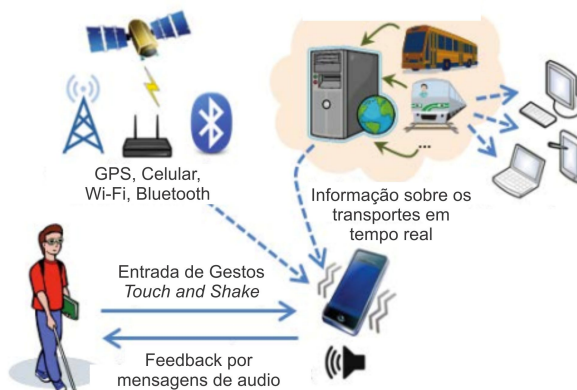 GPS, Celular,
Wi-Fi, Bluetooth
Informação sobre os
transportes em
tempo real
...
Entrada de Gestos
Touch and Shake
Feedback por
mensagens de audio